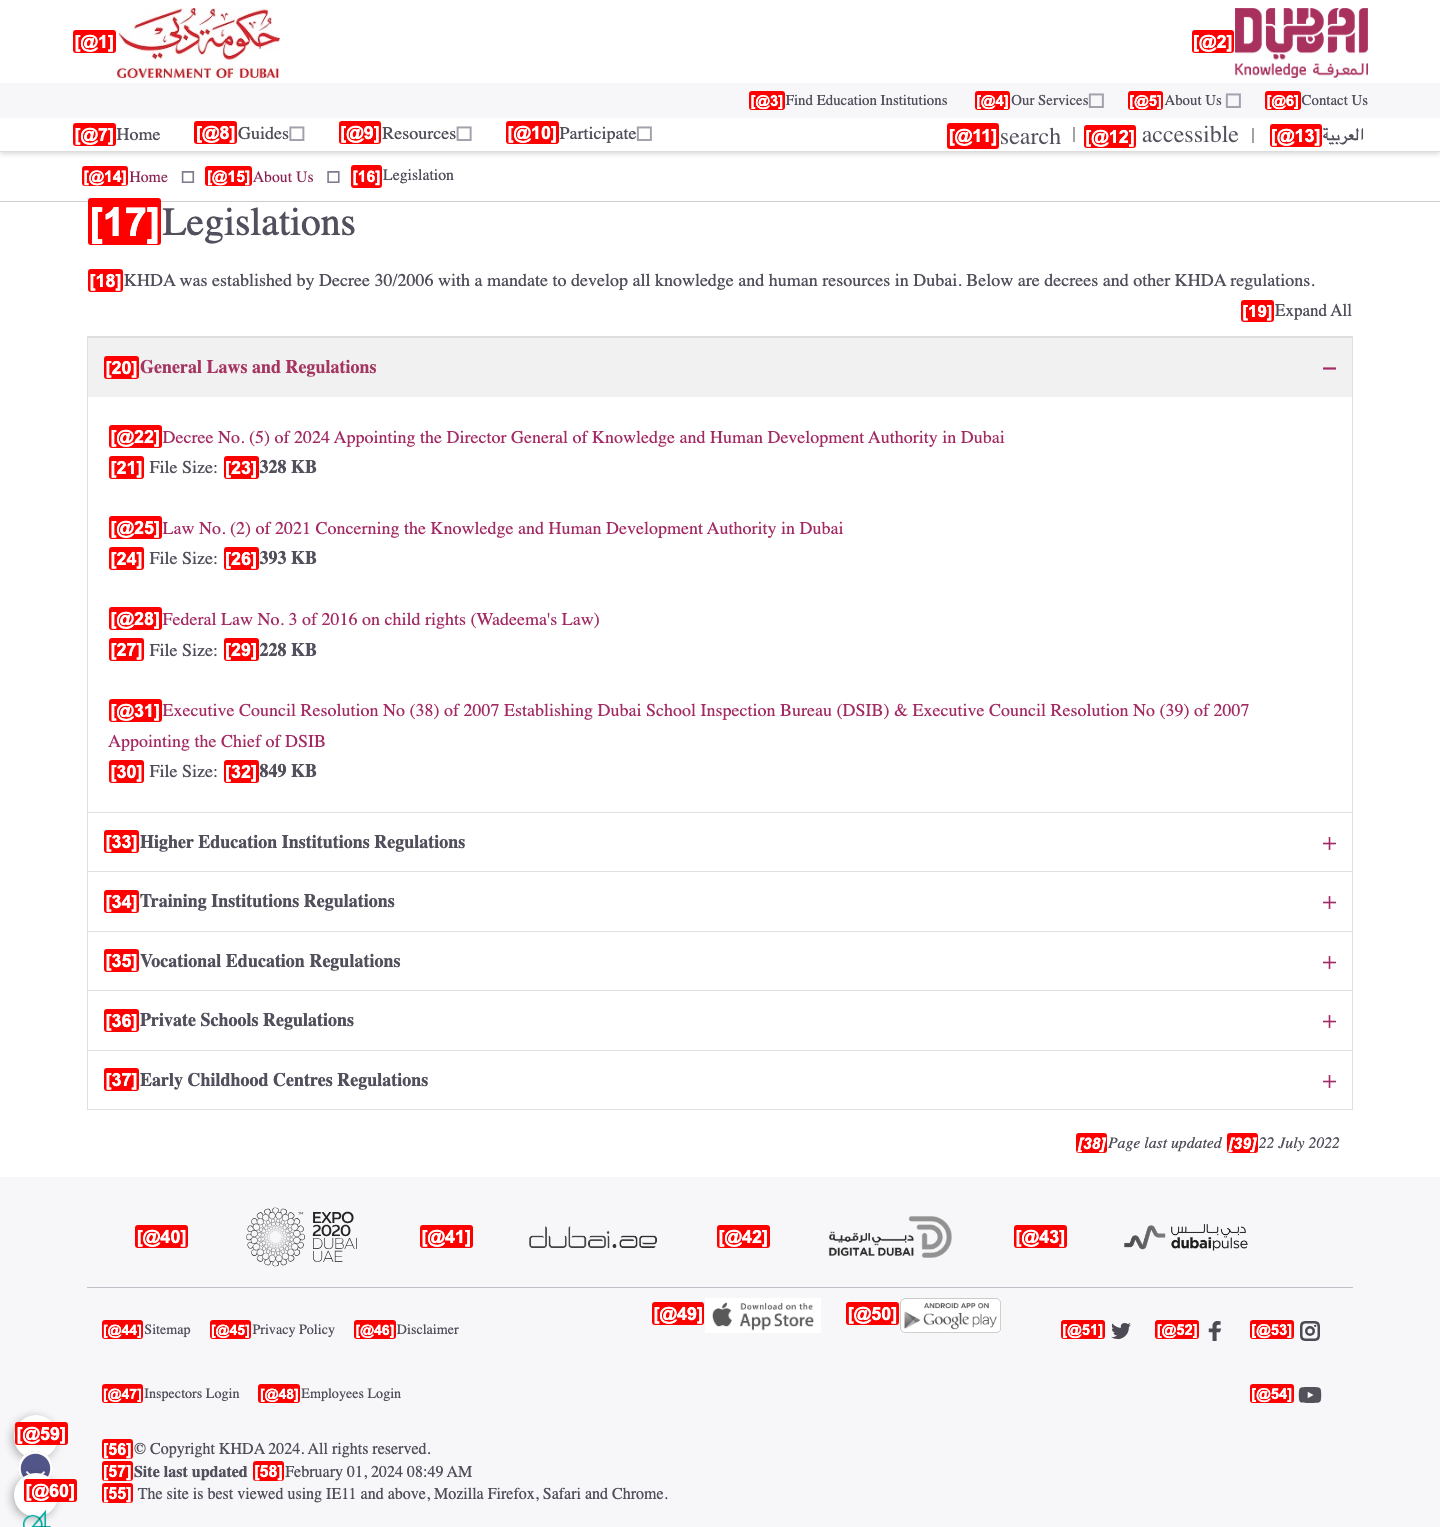 [@1] حكومة دبي
GOVERNMENT OF DUBAI
[@2] DUBAI
Knowledge المعرفة
[@3]Find Education Institutions [@4]Our Services [@5]About Us [@6]Contact Us
[@7]Home [@8]Guides [@9]Resources [@10]Participate [@11]search | [@12] accessible | [@13]العربية
[@14]Home [@15]About Us [16]Legislation
[17]Legislations
[18]KHDA was established by Decree 30/2006 with a mandate to develop all knowledge and human resources in Dubai. Below are decrees and other KHDA regulations.
[19]Expand All
[20]General Laws and Regulations
[@22]Decree No. (5) of 2024 Appointing the Director General of Knowledge and Human Development Authority in Dubai
[21] File Size: [23]328 KB
[@25]Law No. (2) of 2021 Concerning the Knowledge and Human Development Authority in Dubai
[24] File Size: [26]393 KB
[@28]Federal Law No. 3 of 2016 on child rights (Wadeema's Law)
[27] File Size: [29]228 KB
[@31]Executive Council Resolution No (38) of 2007 Establishing Dubai School Inspection Bureau (DSIB) & Executive Council Resolution No (39) of 2007
Appointing the Chief of DSIB
[30] File Size: [32]849 KB
[33]Higher Education Institutions Regulations
[34]Training Institutions Regulations
[35]Vocational Education Regulations
[36]Private Schools Regulations
[37]Early Childhood Centres Regulations
[38]Page last updated [39]22 July 2022
[@40] EXPO
2020
DUBAI
UAE
[@41] dubai.ae
[@42] دبي الرقمية
DIGITAL DUBAI
[@43] دبي بالس
dubaipulse
[@44]Sitemap [@45]Privacy Policy [@46]Disclaimer
[@49] Download on the
App Store
[@50] ANDROID APP ON
Google play
[@51] [@52] [@53]
[@47]Inspectors Login [@48]Employees Login
[@54]
[@59]
[56]© Copyright KHDA 2024. All rights reserved.
[57]Site last updated [58]February 01, 2024 08:49 AM
[@60]
[55] The site is best viewed using IE11 and above, Mozilla Firefox, Safari and Chrome.